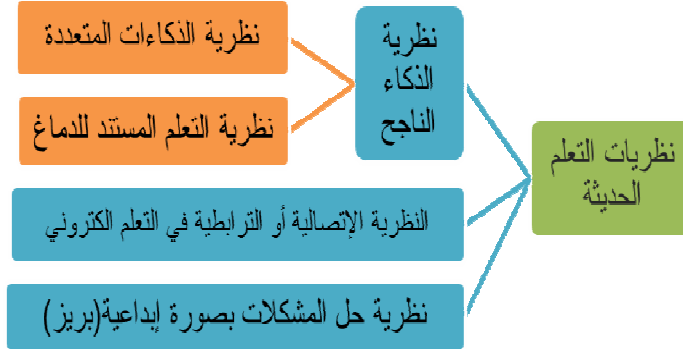 نظريات التعلم
الحديثة
نظرية
الذكاء
الناجح
نظرية الذكاءات المتعددة
نظرية التعلم المستند للدماغ
النظرية الإتصالية أو الترابطية في التعلم الكتروني
نظرية حل المشكلات بصورة إبداعية(بريز)